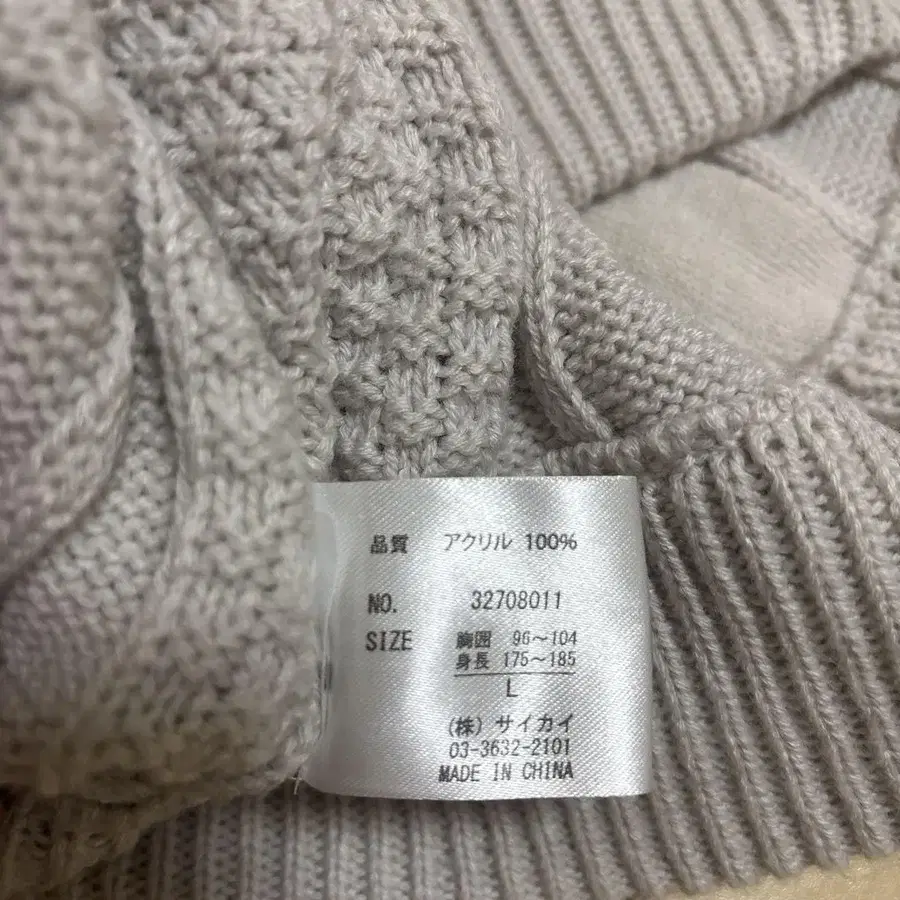 品質 アクリル 100%
NO. 32708011
SIZE 胸囲 96〜104
身長 175〜185
L
(株) サイカイ
03-3632-2101
MADE IN CHINA